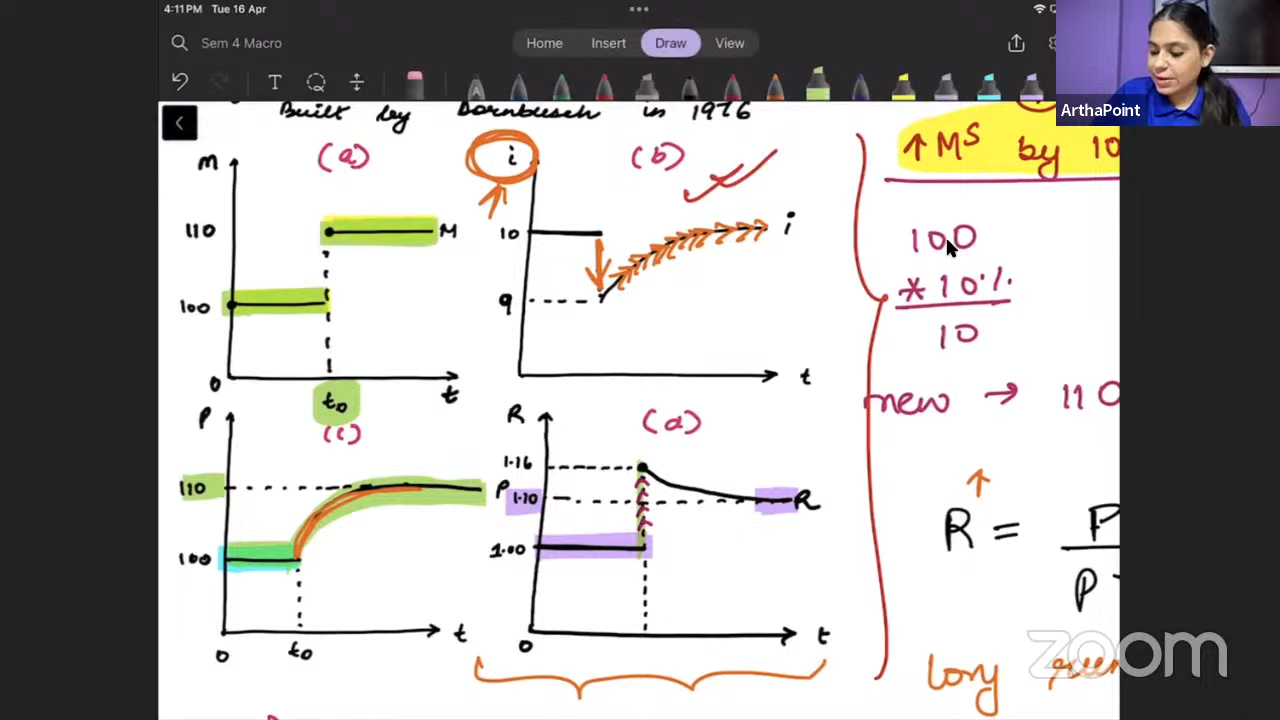 4:11 PM Tue 16 Apr
Sem 4 Macro
Home Insert Draw View
ArthaPoint
Built by Dornbusch in 1976
M (a)
110 M
100
0 t0 t
i (b)
10 i
9
t
P (c)
110 P
100
0 t0 t
R (d)
1.16
1.10 R
1.00
0 t
↑ MS by 10
100
* 10%
10
new → 110
↑
R = P
P
long run
zoom